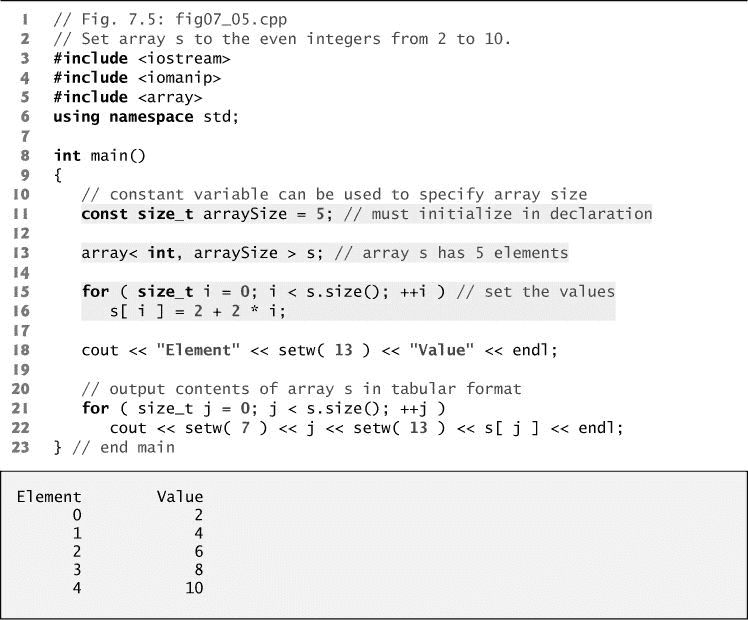 1 // Fig. 7.5: fig07_05.cpp
2 // Set array s to the even integers from 2 to 10.
3 #include <iostream>
4 #include <iomanip>
5 #include <array>
6 using namespace std;
7
8 int main()
9 {
10 // constant variable can be used to specify array size
11 const size_t arraySize = 5; // must initialize in declaration
12
13 array< int, arraySize > s; // array s has 5 elements
14
15 for ( size_t i = 0; i < s.size(); ++i ) // set the values
16 s[ i ] = 2 + 2 * i;
17
18 cout << "Element" << setw( 13 ) << "Value" << endl;
19
20 // output contents of array s in tabular format
21 for ( size_t j = 0; j < s.size(); ++j )
22 cout << setw( 7 ) << j << setw( 13 ) << s[ j ] << endl;
23 } // end main
Element Value
0 2
1 4
2 6
3 8
4 10